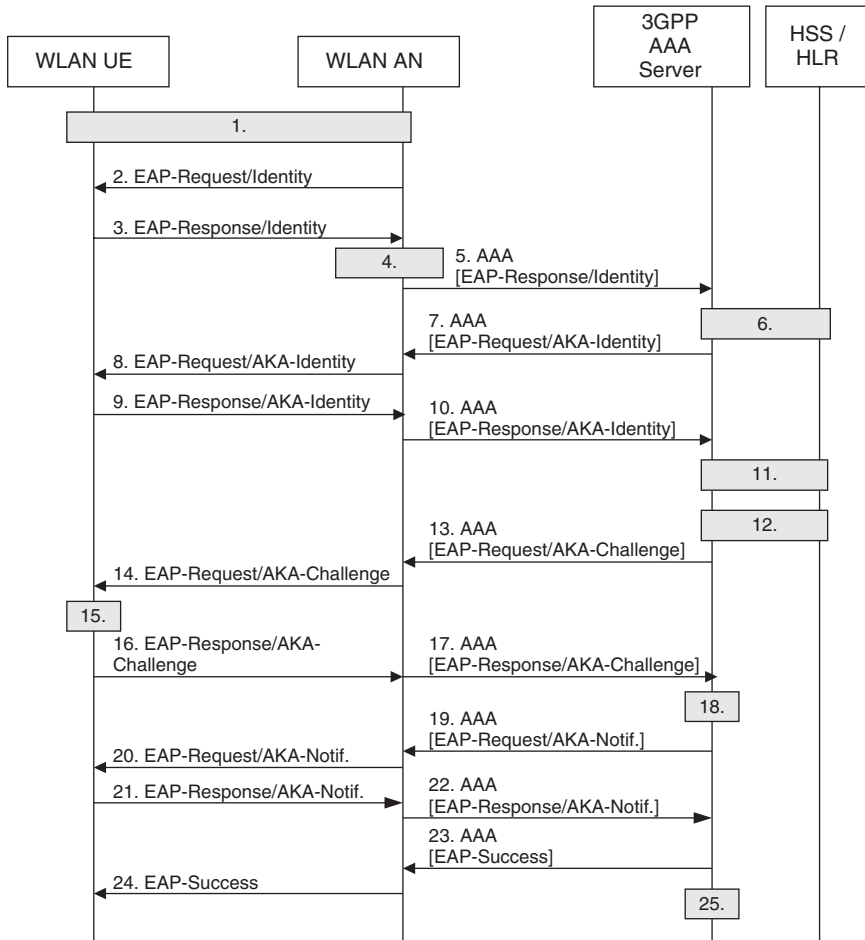 WLAN UE
WLAN AN
3GPP
AAA
Server
HSS /
HLR
1.
2. EAP-Request/Identity
3. EAP-Response/Identity
4.
5. AAA
[EAP-Response/Identity]
6.
7. AAA
[EAP-Request/AKA-Identity]
8. EAP-Request/AKA-Identity
9. EAP-Response/AKA-Identity
10. AAA
[EAP-Response/AKA-Identity]
11.
12.
13. AAA
[EAP-Request/AKA-Challenge]
14. EAP-Request/AKA-Challenge
15.
16. EAP-Response/AKA-
Challenge
17. AAA
[EAP-Response/AKA-Challenge]
18.
19. AAA
[EAP-Request/AKA-Notif.]
20. EAP-Request/AKA-Notif.
21. EAP-Response/AKA-Notif.
22. AAA
[EAP-Response/AKA-Notif.]
23. AAA
[EAP-Success]
24. EAP-Success
25.